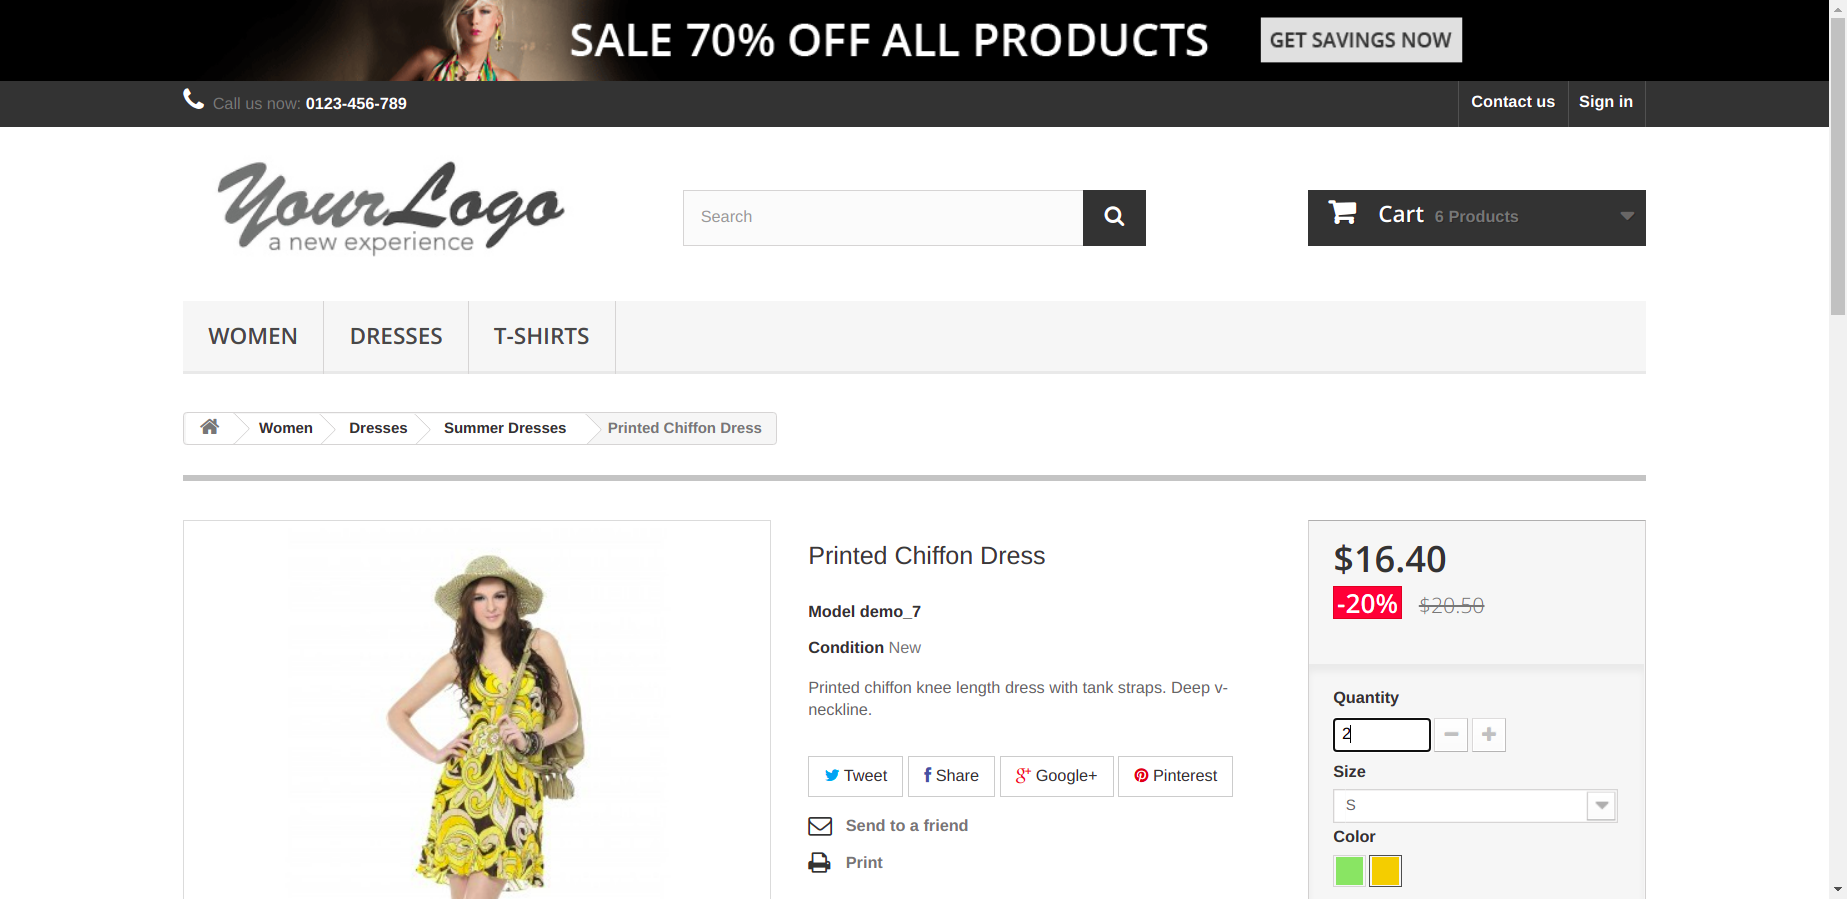 SALE 70% OFF ALL PRODUCTS
GET SAVINGS NOW
Call us now: 0123-456-789
Contact us
Sign in
Your Logo
a new experience
Search
Cart 6 Products
WOMEN
DRESSES
T-SHIRTS
Women
Dresses
Summer Dresses
Printed Chiffon Dress
Printed Chiffon Dress
Model demo_7
Condition New
Printed chiffon knee length dress with tank straps. Deep v-
neckline.
Tweet
Share
Google+
Pinterest
Send to a friend
Print
$16.40
-20% $20.50
Quantity
2
Size
S
Color